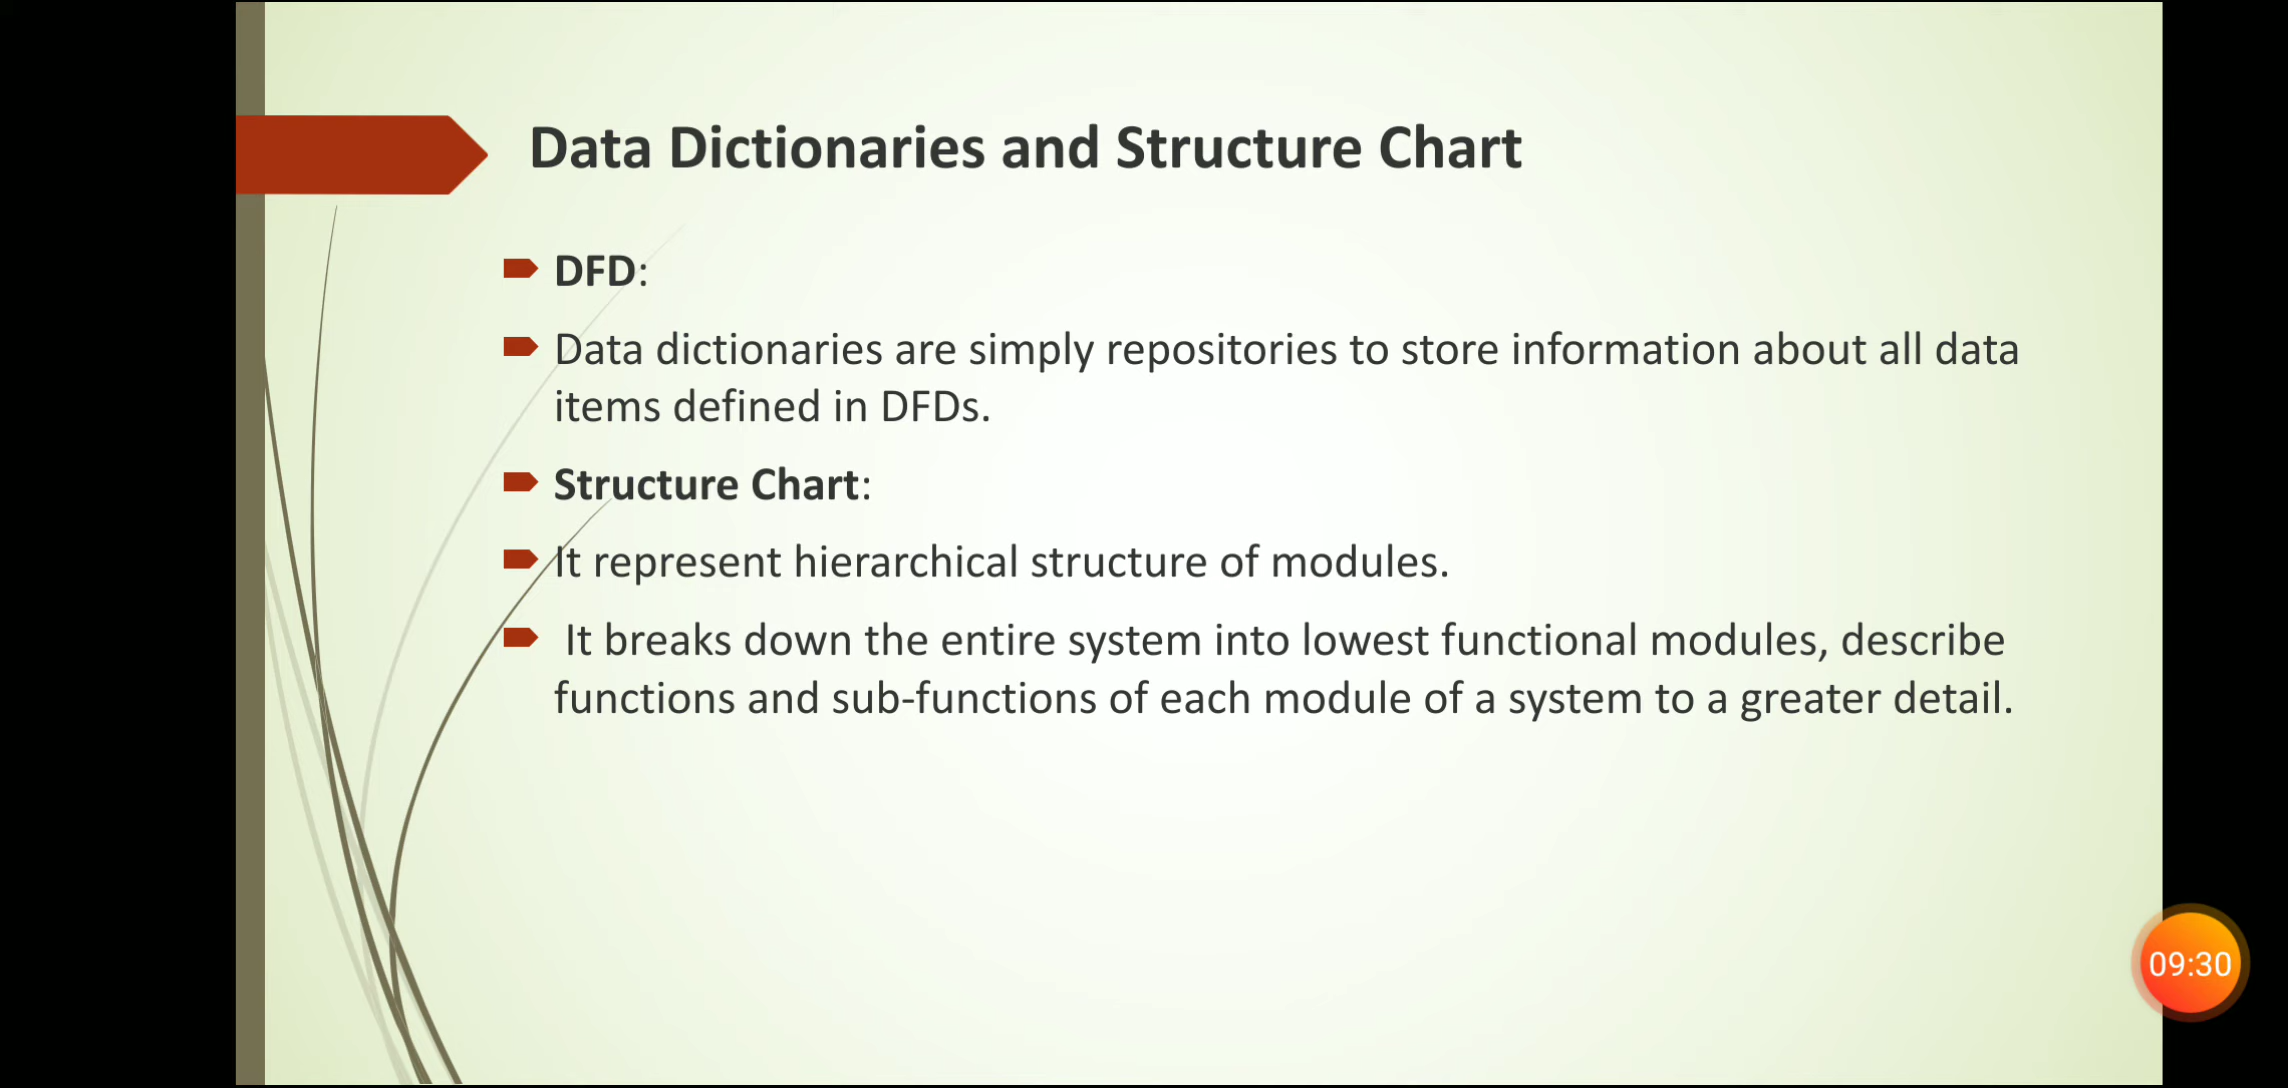 Data Dictionaries and Structure Chart
DFD:
Data dictionaries are simply repositories to store information about all data
items defined in DFDs.
Structure Chart:
It represent hierarchical structure of modules.
It breaks down the entire system into lowest functional modules, describe
functions and sub-functions of each module of a system to a greater detail.
09:30